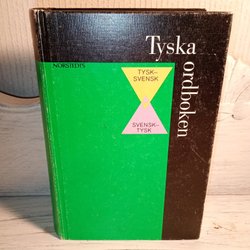 Tyska
ordboken
NORSTEDTS
TYSK–
SVENSK
SVENSK–
TYSK